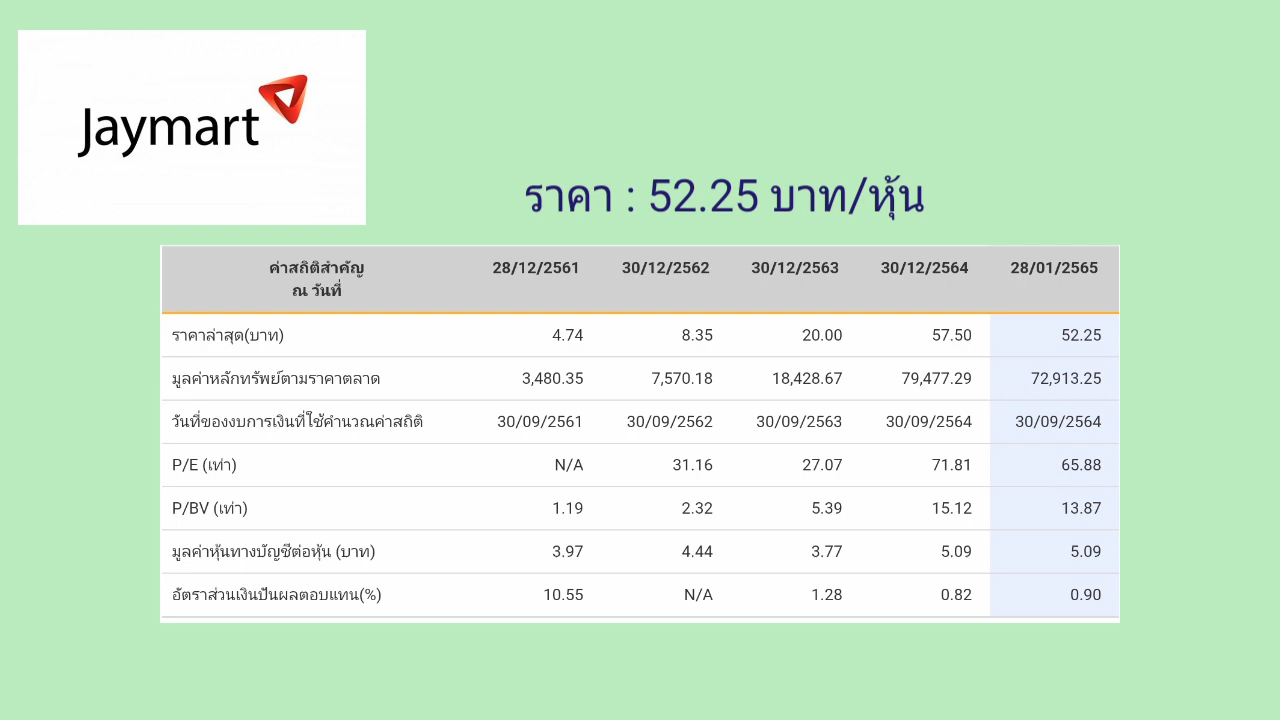 Jaymart
ราคา : 52.25 บาท/หุ้น
ค่าสถิติสำคัญ 28/12/2561 30/12/2562 30/12/2563 30/12/2564 28/01/2565
ณ วันที่
ราคาล่าสุด(บาท) 4.74 8.35 20.00 57.50 52.25
มูลค่าหลักทรัพย์ตามราคาตลาด 3,480.35 7,570.18 18,428.67 79,477.29 72,913.25
วันที่ของงบการเงินที่ใช้คำนวณค่าสถิติ 30/09/2561 30/09/2562 30/09/2563 30/09/2564 30/09/2564
P/E (เท่า) N/A 31.16 27.07 71.81 65.88
P/BV (เท่า) 1.19 2.32 5.39 15.12 13.87
มูลค่าหุ้นทางบัญชีต่อหุ้น (บาท) 3.97 4.44 3.77 5.09 5.09
อัตราส่วนเงินปันผลตอบแทน(%) 10.55 N/A 1.28 0.82 0.90